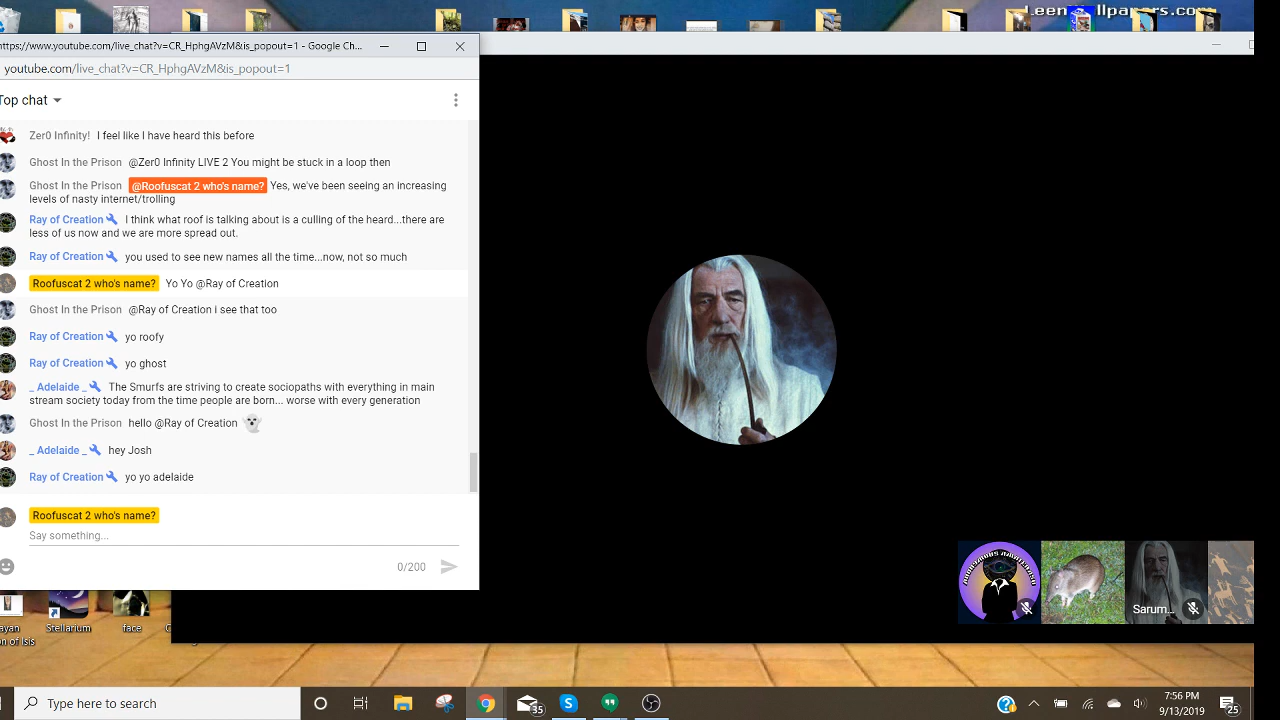 Leen Wallpapers.com
https://www.youtube.com/live_chat?v=CR_HphgAVzM&is_popout=1 - Google Ch...
youtube.com/live_chat?v=CR_HphgAVzM&is_popout=1
Top chat
Zer0 Infinity! I feel like I have heard this before
Ghost In the Prison @Zer0 Infinity LIVE 2 You might be stuck in a loop then
Ghost In the Prison @Roofuscat 2 who's name? Yes, we've been seeing an increasing
levels of nasty internet/trolling
Ray of Creation I think what roof is talking about is a culling of the heard...there are
less of us now and we are more spread out.
Ray of Creation you used to see new names all the time...now, not so much
Roofuscat 2 who's name? Yo Yo @Ray of Creation
Ghost In the Prison @Ray of Creation i see that too
Ray of Creation yo roofy
Ray of Creation yo ghost
_ Adelaide _ The Smurfs are striving to create sociopaths with everything in main
stream society today from the time people are born... worse with every generation
Ghost In the Prison hello @Ray of Creation
_ Adelaide _ hey Josh
Ray of Creation yo yo adelaide
Roofuscat 2 who's name?
Say something...
0/200
Sarum...
ayan
on of Isis
Stellarium
face
Type here to search
35
7:56 PM
9/13/2019
25